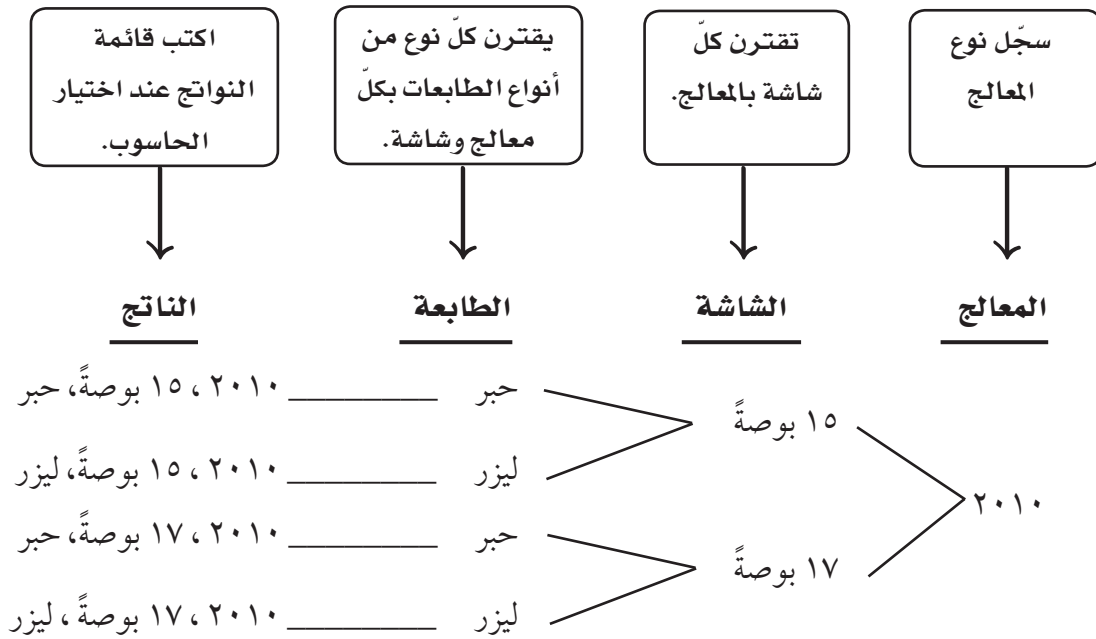 سجّل نوع
المعالج
تقترن كلّ
شاشة بالمعالج.
يقترن كلّ نوع من
أنواع الطابعات بكلّ
معالج وشاشة.
اكتب قائمة
النواتج عند اختيار
الحاسوب.
المعالج
الشاشة
الطابعة
الناتج
٢٠١٠
١٥ بوصةً
حبر
٢٠١٠، ١٥ بوصةً، حبر
ليزر
٢٠١٠، ١٥ بوصةً، ليزر
١٧ بوصةً
حبر
٢٠١٠، ١٧ بوصةً، حبر
ليزر
٢٠١٠، ١٧ بوصةً، ليزر